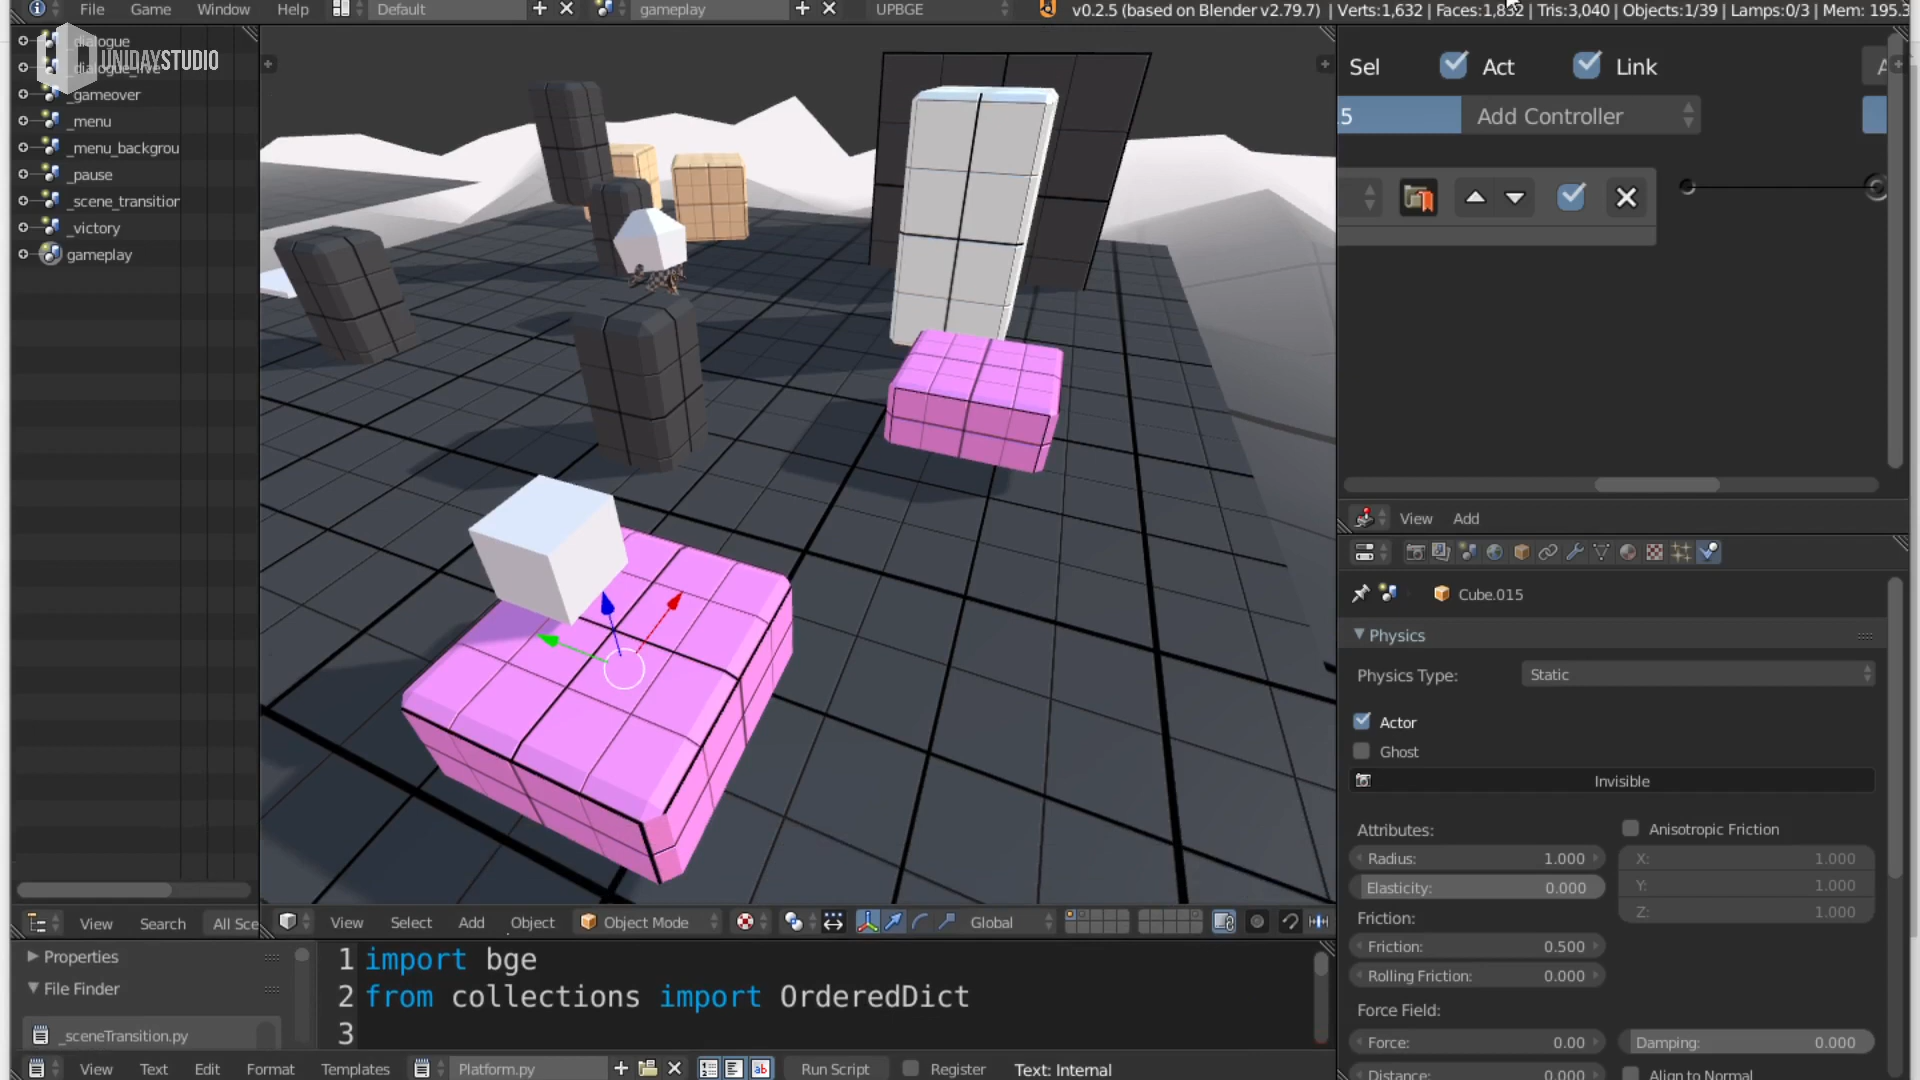 File Game Window Help Default gameplay UPBGE v0.2.5 (based on Blender v2.79.7) | Verts:1,632 | Faces:1,832 | Tris:3,040 | Objects:1/39 | Lamps:0/3 | Mem: 195.3
_dialogue
UNIDAYSTUDIO
_dialogue_live
_gameover
_menu
_menu_backgrou
_pause
_scene_transitior
_victory
gameplay
Sel Act Link
5 Add Controller
View Add
Cube.015
Physics
Physics Type: Static
Actor
Ghost
Invisible
Attributes: Anisotropic Friction
Radius: 1.000 X: 1.000
Elasticity: 0.000 Y: 1.000
Friction: Z: 1.000
Friction: 0.500
Rolling Friction: 0.000
Force Field:
Force: 0.00 Damping: 0.000
Distance: 0.000 Align to Normal
View Search All Sce View Select Add Object Object Mode Global
Properties
File Finder
_sceneTransition.py
1 import bge
2 from collections import OrderedDict
3
View Text Edit Format Templates Platform.py Run Script Register Text: Internal